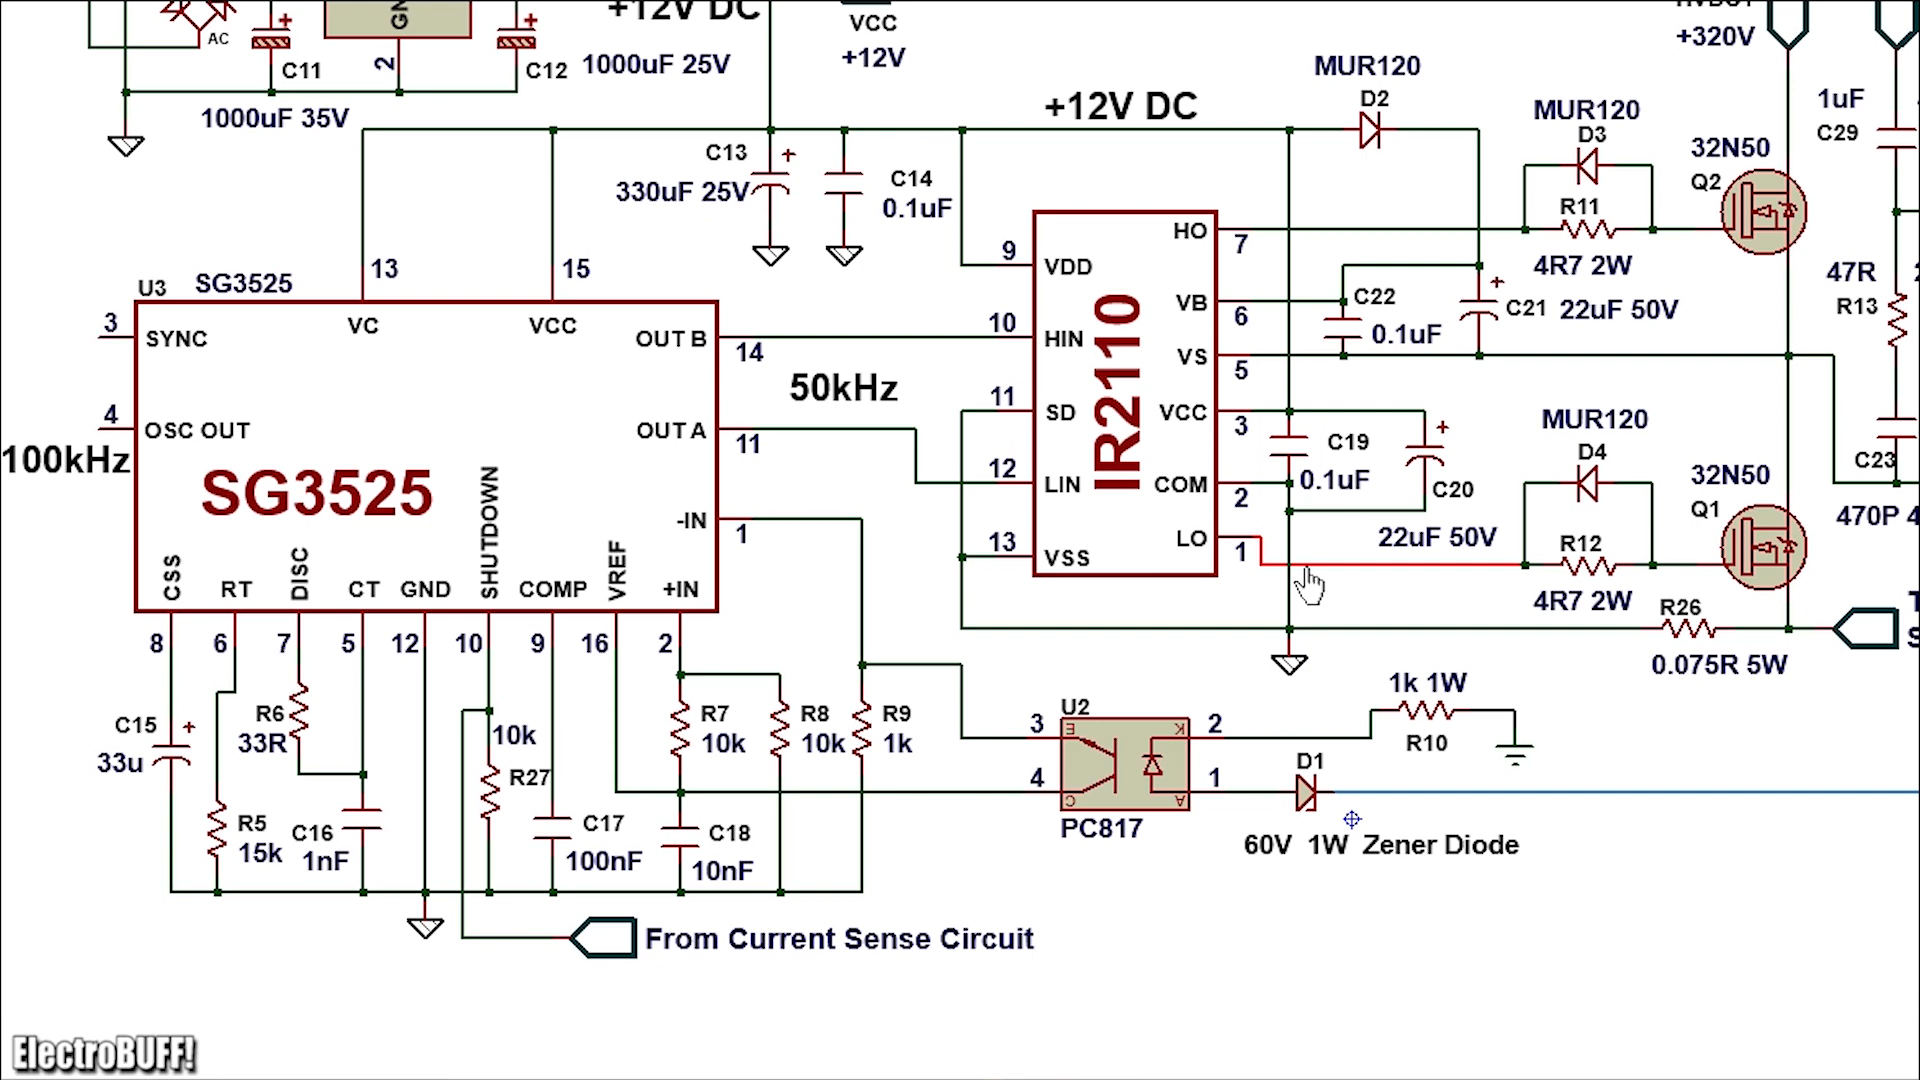 +12V DC
VCC
+12V
+320V
AC
GN
2
C11
C12
1000uF 25V
1000uF 35V
+12V DC
MUR120
D2
MUR120
D3
R11
4R7 2W
32N50
Q2
1uF
C29
C13
330uF 25V
C14
0.1uF
47R
R13
U3
SG3525
13
15
VC
VCC
3
SYNC
4
OSC OUT
100kHz
SG3525
OUT B
14
50kHz
OUT A
11
-IN
1
CSS
RT
DISC
CT
GND
SHUTDOWN
COMP
VREF
+IN
8
6
7
5
12
10
9
16
2
9
VDD
10
HIN
11
SD
12
LIN
13
VSS
IR2110
HO
7
VB
6
VS
5
VCC
3
COM
2
LO
1
C22
0.1uF
C21
22uF 50V
C19
0.1uF
C20
22uF 50V
MUR120
D4
R12
4R7 2W
32N50
Q1
C23
470P 4
R26
0.075R 5W
C15
33u
R5
15k
R6
33R
C16
1nF
10k
R27
C17
100nF
R7
10k
C18
10nF
R8
10k
R9
1k
U2
3
4
E
C
K
A
2
1
PC817
1k 1W
R10
D1
60V 1W Zener Diode
From Current Sense Circuit
ElectroBUFF!